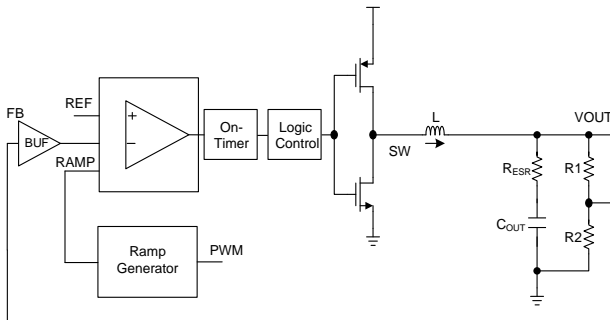 FB
BUF
REF
RAMP
+
−
On-
Timer
Logic
Control
SW
L
VOUT
RESR
R1
COUT
R2
Ramp
Generator
PWM